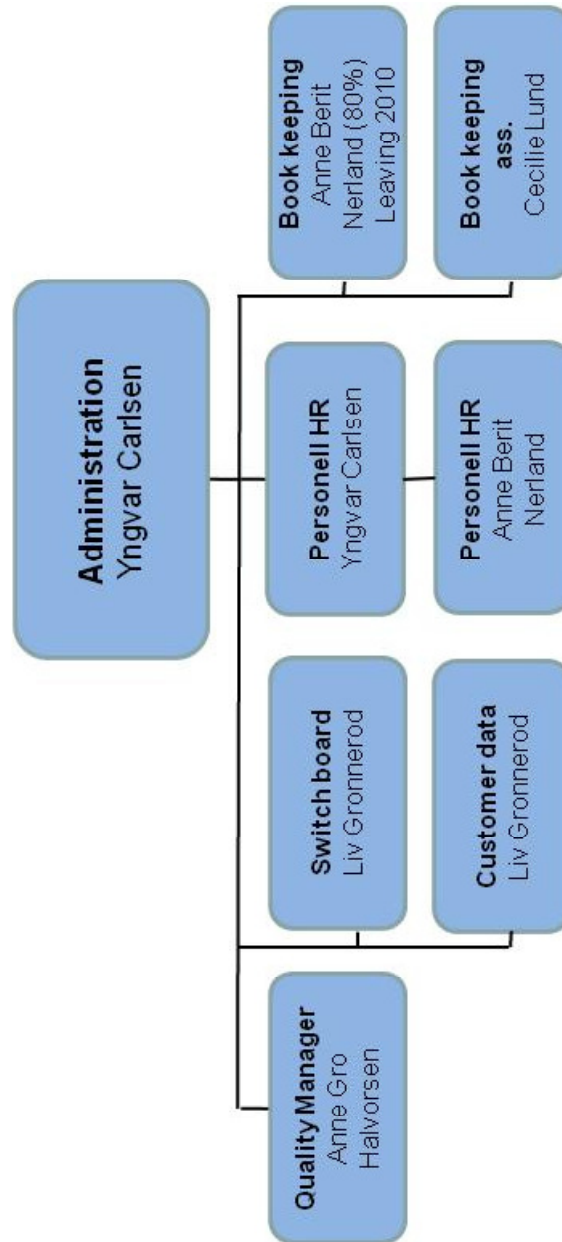 Administration
Yngvar Carlsen
Quality Manager
Anne Gro
Halvorsen
Switch board
Liv Gronnerod
Customer data
Liv Gronnerod
Personell HR
Yngvar Carlsen
Personell HR
Anne Berit
Nerland
Book keeping
Anne Berit
Nerland (80%)
Leaving 2010
Book keeping
ass.
Cecilie Lund